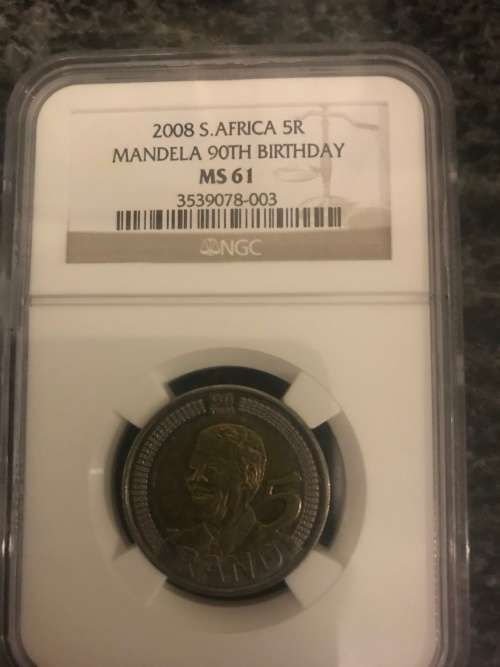 2008 S.AFRICA 5R
MANDELA 90TH BIRTHDAY
MS 61
3539078-003
NGC
5
RAND